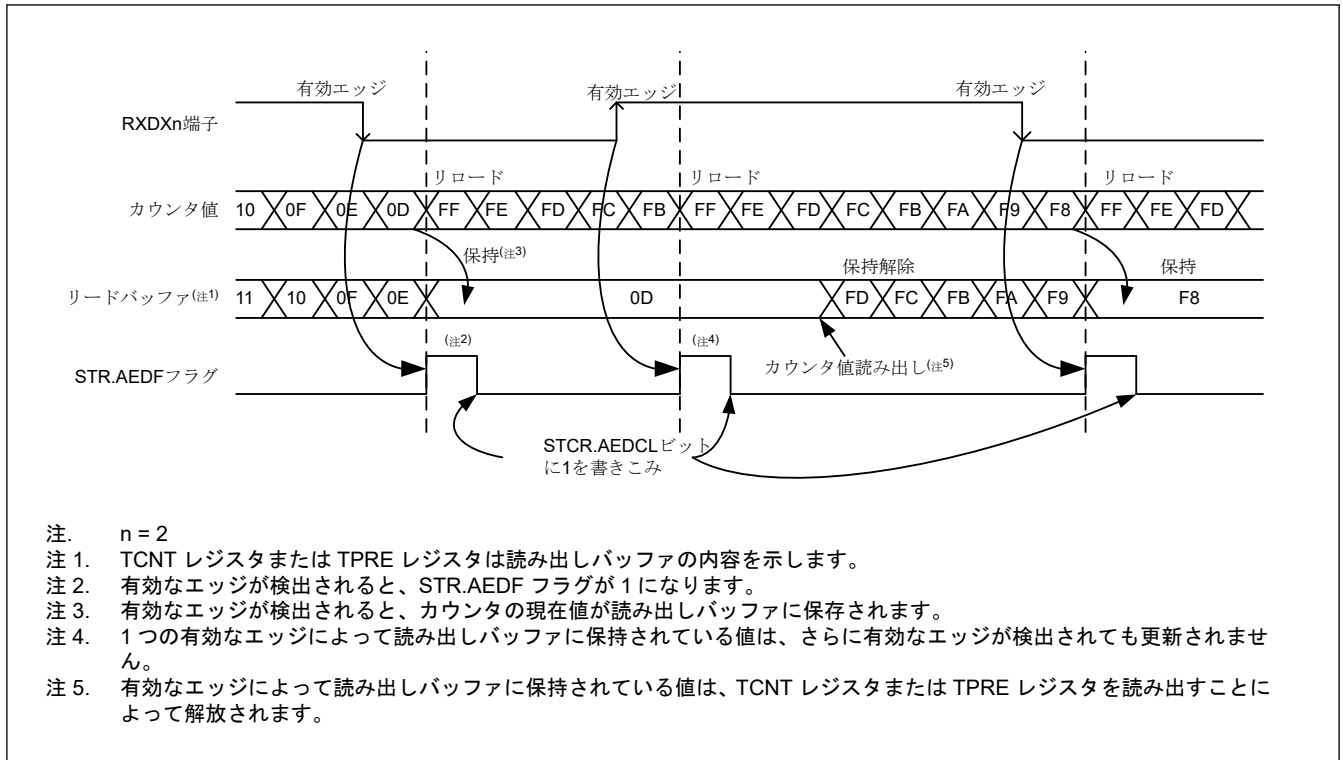 有効エッジ 有効エッジ 有効エッジ
RXDXn端子
リロード リロード リロード
カウンタ値 10 0F 0E 0D FF FE FD FC FB FF FE FD FC FB FA F9 F8 FF FE FD
保持(注3) 保持解除 保持
リードバッファ(注1) 11 10 0F 0E 0D FD FC FB FA F9 F8
(注2) (注4)
カウンタ値読み出し(注5)
STR.AEDFフラグ
STCR.AEDCLビット
に1を書きこみ
注. n = 2
注 1. TCNT レジスタまたは TPRE レジスタは読み出しバッファの内容を示します。
注 2. 有効なエッジが検出されると、STR.AEDF フラグが 1 になります。
注 3. 有効なエッジが検出されると、カウンタの現在値が読み出しバッファに保存されます。
注 4. 1 つの有効なエッジによって読み出しバッファに保持されている値は、さらに有効なエッジが検出されても更新されませ
ん。
注 5. 有効なエッジによって読み出しバッファに保持されている値は、TCNT レジスタまたは TPRE レジスタを読み出すことに
よって解放されます。